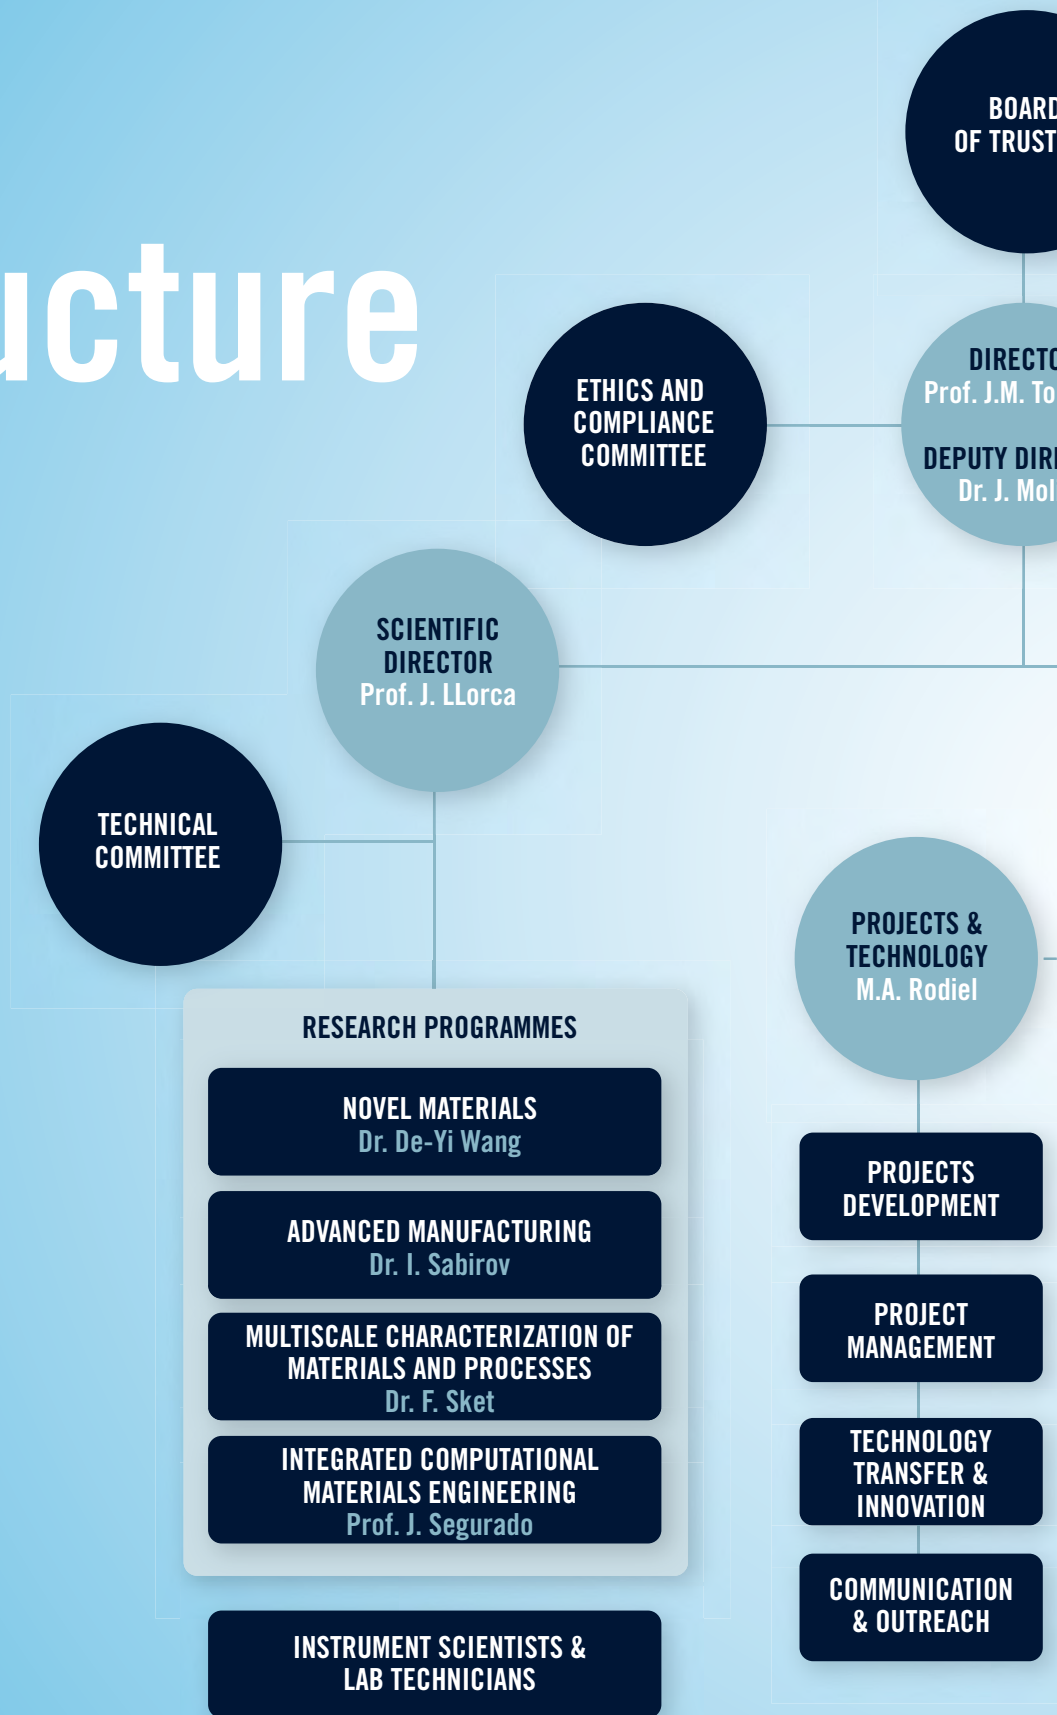 BOARD
OF TRUST
ucture
ETHICS AND
COMPLIANCE
COMMITTEE
DIRECTO
Prof. J.M. To
DEPUTY DIRE
Dr. J. Mol
SCIENTIFIC
DIRECTOR
Prof. J. LLorca
TECHNICAL
COMMITTEE
PROJECTS &
TECHNOLOGY
M.A. Rodiel
RESEARCH PROGRAMMES
NOVEL MATERIALS
Dr. De-Yi Wang
ADVANCED MANUFACTURING
Dr. I. Sabirov
MULTISCALE CHARACTERIZATION OF
MATERIALS AND PROCESSES
Dr. F. Sket
INTEGRATED COMPUTATIONAL
MATERIALS ENGINEERING
Prof. J. Segurado
INSTRUMENT SCIENTISTS &
LAB TECHNICIANS
PROJECTS
DEVELOPMENT
PROJECT
MANAGEMENT
TECHNOLOGY
TRANSFER &
INNOVATION
COMMUNICATION
& OUTREACH